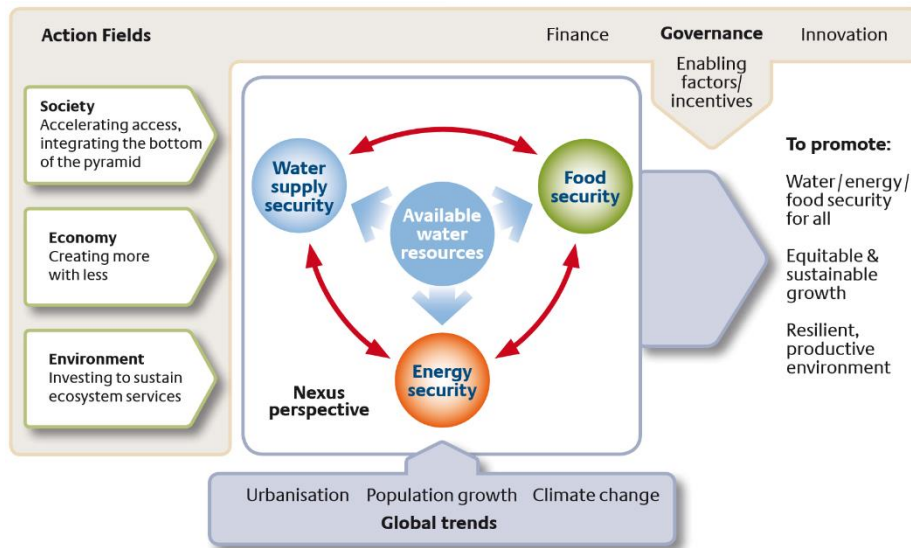 Action Fields
Finance
Governance
Innovation
Enabling
factors/
incentives
Society
Accelerating access,
integrating the bottom
of the pyramid
Economy
Creating more
with less
Environment
Investing to sustain
ecosystem services
Water
supply
security
Food
security
Available
water
resources
Energy
security
Nexus
perspective
To promote:
Water / energy /
food security
for all
Equitable &
sustainable
growth
Resilient,
productive
environment
Urbanisation
Population growth
Climate change
Global trends